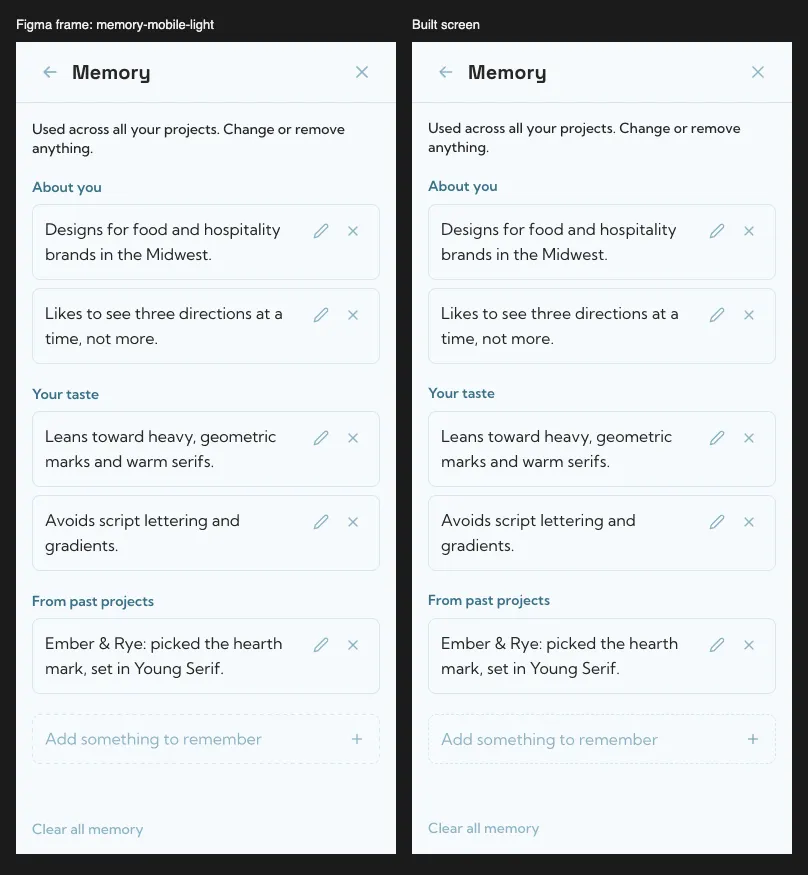 Figma frame: memory-mobile-light
Memory
Used across all your projects. Change or remove
anything.
About you
Designs for food and hospitality
brands in the Midwest.
Likes to see three directions at a
time, not more.
Your taste
Leans toward heavy, geometric
marks and warm serifs.
Avoids script lettering and
gradients.
From past projects
Ember & Rye: picked the hearth
mark, set in Young Serif.
Add something to remember
Clear all memory
Built screen
Memory
Used across all your projects. Change or remove
anything.
About you
Designs for food and hospitality
brands in the Midwest.
Likes to see three directions at a
time, not more.
Your taste
Leans toward heavy, geometric
marks and warm serifs.
Avoids script lettering and
gradients.
From past projects
Ember & Rye: picked the hearth
mark, set in Young Serif.
Add something to remember
Clear all memory